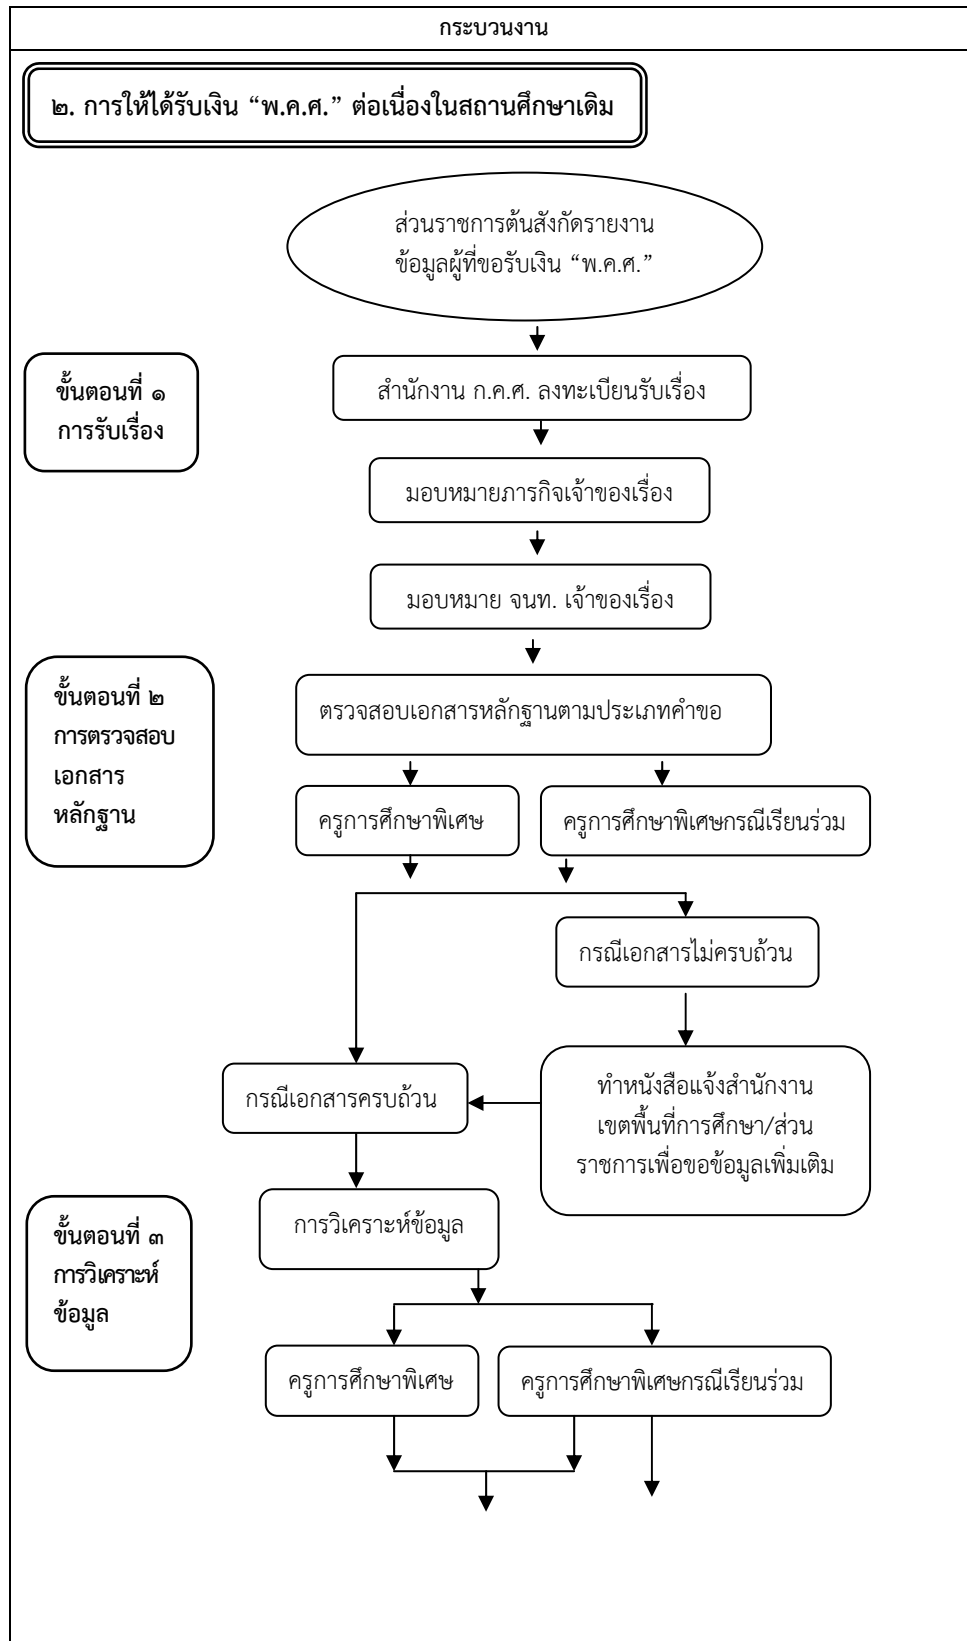 กระบวนงาน
๒. การให้ได้รับเงิน “พ.ค.ศ.” ต่อเนื่องในสถานศึกษาเดิม
ส่วนราชการต้นสังกัดรายงาน
ข้อมูลผู้ที่ขอรับเงิน “พ.ค.ศ.”
ขั้นตอนที่ ๑
การรับเรื่อง
สำนักงาน ก.ค.ศ. ลงทะเบียนรับเรื่อง
มอบหมายภารกิจเจ้าของเรื่อง
มอบหมาย จนท. เจ้าของเรื่อง
ขั้นตอนที่ ๒
การตรวจสอบ
เอกสาร
หลักฐาน
ตรวจสอบเอกสารหลักฐานตามประเภทคำขอ
ครูการศึกษาพิเศษ
ครูการศึกษาพิเศษกรณีเรียนร่วม
กรณีเอกสารไม่ครบถ้วน
กรณีเอกสารครบถ้วน
ทำหนังสือแจ้งสำนักงาน
เขตพื้นที่การศึกษา/ส่วน
ราชการเพื่อขอข้อมูลเพิ่มเติม
ขั้นตอนที่ ๓
การวิเคราะห์
ข้อมูล
การวิเคราะห์ข้อมูล
ครูการศึกษาพิเศษ
ครูการศึกษาพิเศษกรณีเรียนร่วม